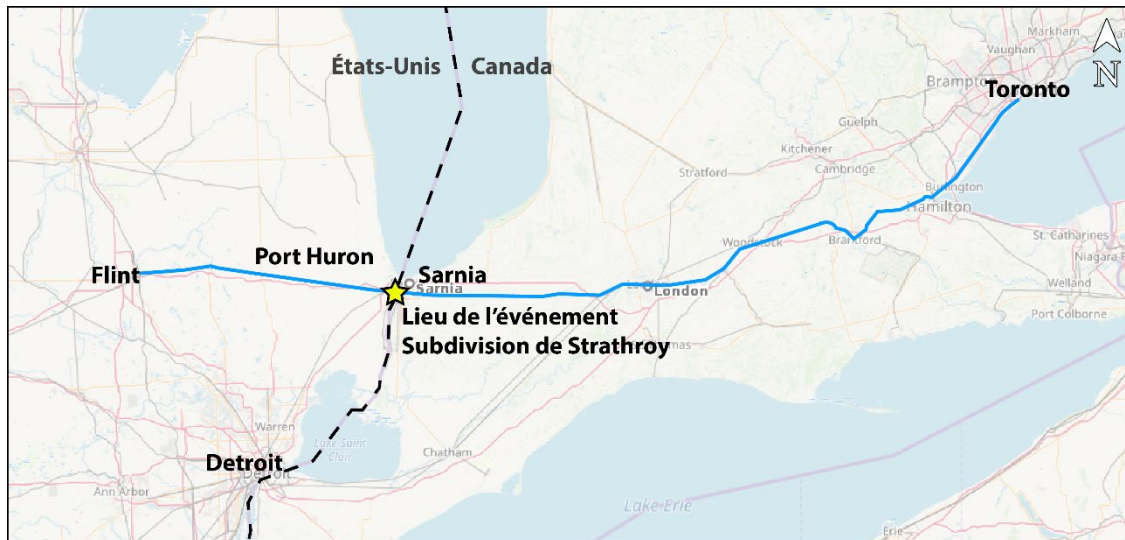 Markham
Vaughan
Brampton
États-Unis Canada
Toronto
N
Guelph
Kitchener
Cambridge
Stratford
Burlington
Hamilton
Woodstock
Brantford
St. Catharines
Niagara
Port Huron
Flint
Sarnia
Sarnia
London
Welland
Port Colborne
Lieu de l'événement
Subdivision de Strathroy
Warren
Lake Saint
Clair
Chatham
Detroit
Detroit
Ann Arbor
Lake Erie
Erie